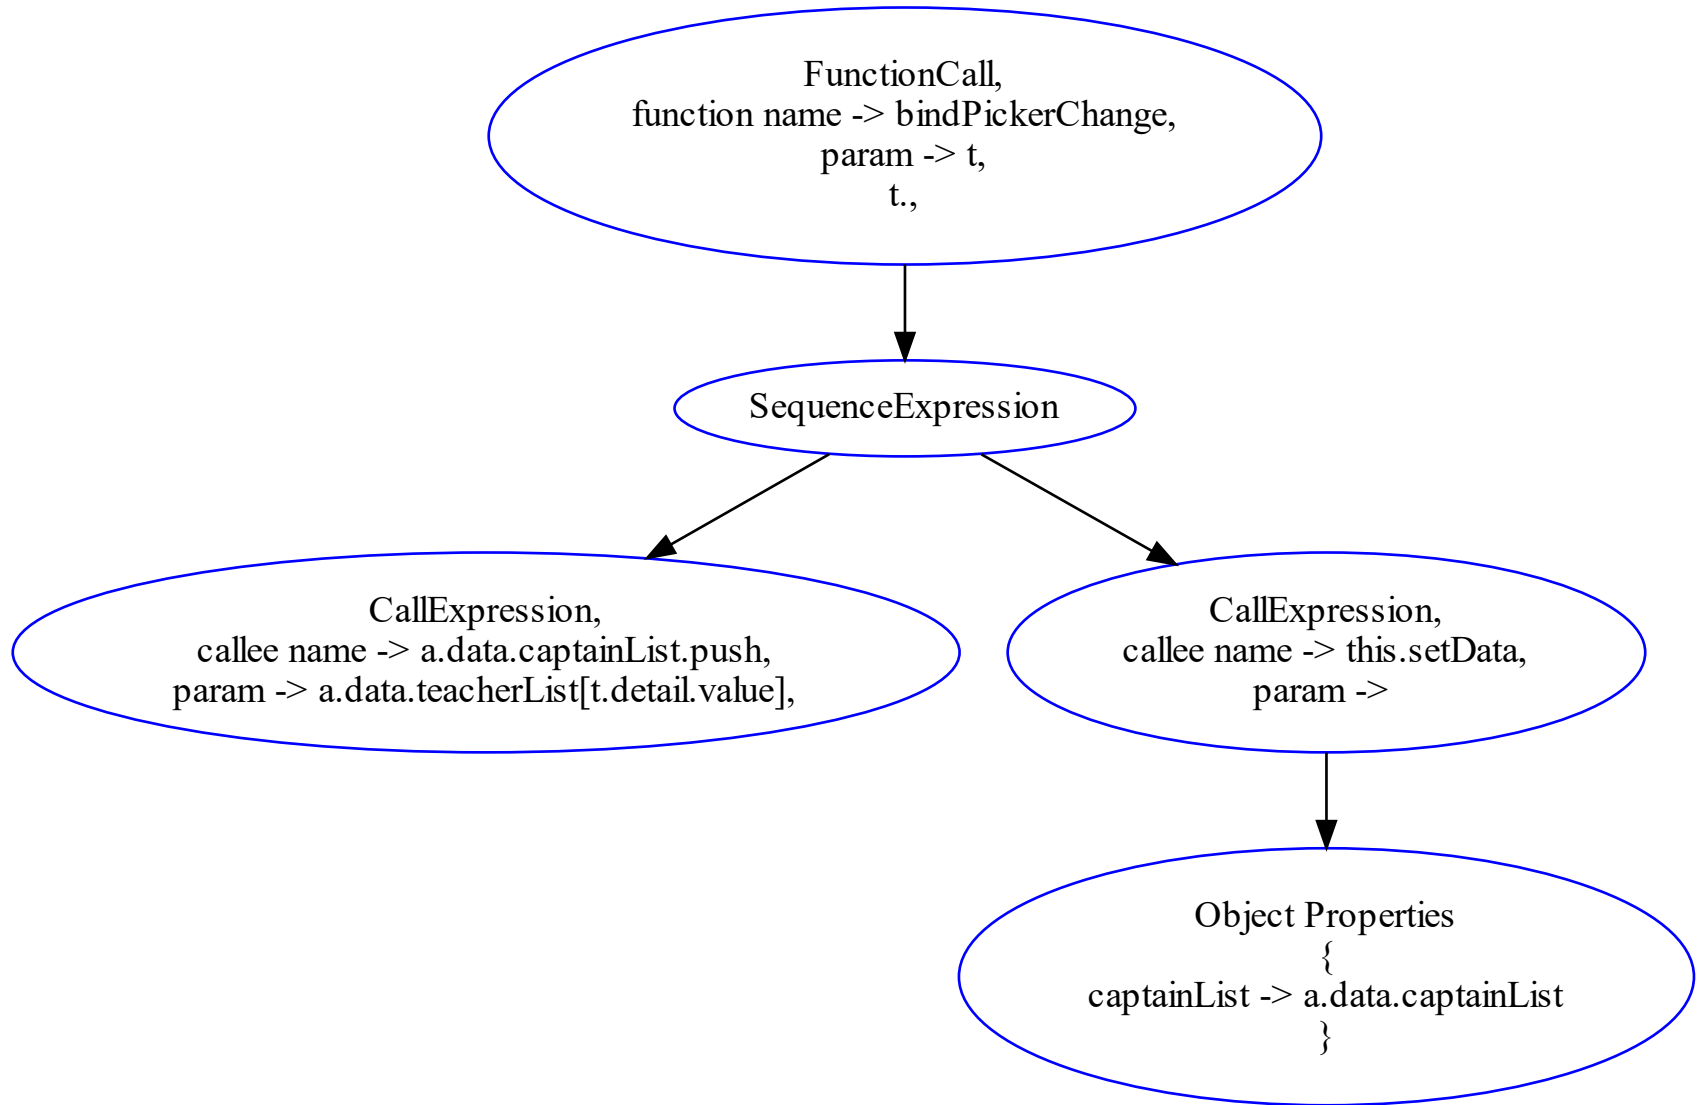 FunctionCall,
function name -> bindPickerChange,
param -> t,
t.,
SequenceExpression
CallExpression,
callee name -> a.data.captainList.push,
param -> a.data.teacherList[t.detail.value],
CallExpression,
callee name -> this.setData,
param ->
Object Properties
{
captainList -> a.data.captainList
}